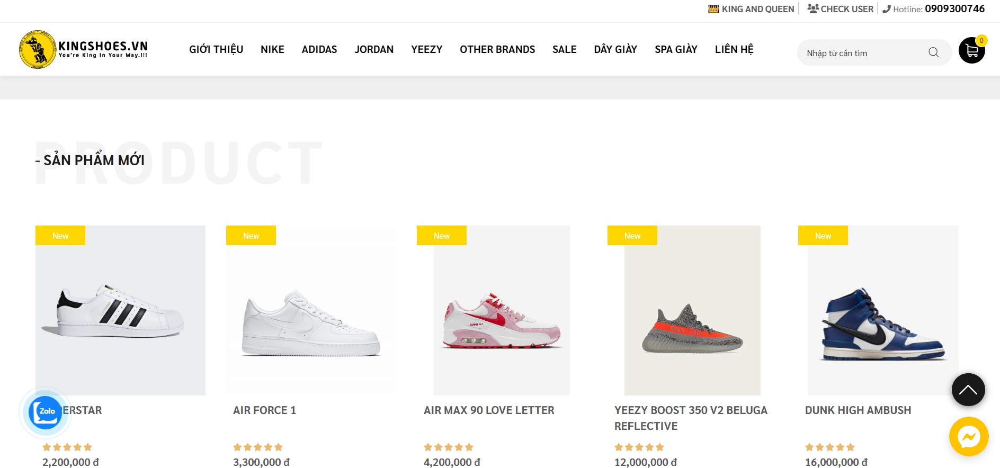 KING AND QUEEN
CHECK USER
Hotline: 0909300746
KINGSHOES.VN
You're King In Your Way.!!!
GIỚI THIỆU
NIKE
ADIDAS
JORDAN
YEEZY
OTHER BRANDS
SALE
DÂY GIÀY
SPA GIÀY
LIÊN HỆ
Nhập từ cần tìm
0
PRODUCT
- SẢN PHẨM MỚI
New
New
New
New
New
Zalo
ERSTAR
AIR FORCE 1
AIR MAX 90 LOVE LETTER
YEEZY BOOST 350 V2 BELUGA
REFLECTIVE
DUNK HIGH AMBUSH
2,200,000 đ
3,300,000 đ
4,200,000 đ
12,000,000 đ
16,000,000 đ